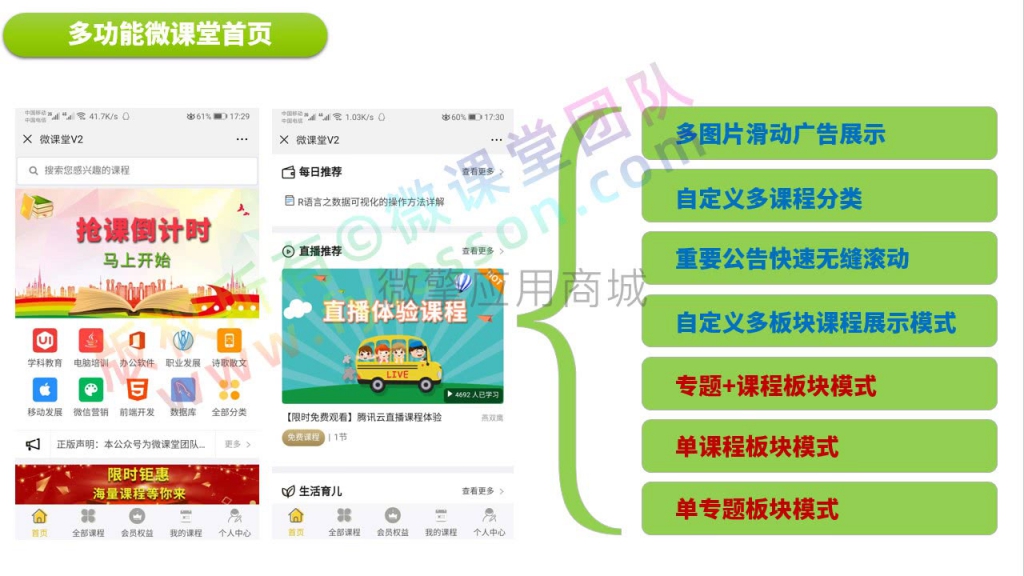 多功能微课堂首页
中国移动
中国电信
41.7K/s
61%
17:29
微课堂V2
搜索您感兴趣的课程
抢课倒计时
马上开始
学科教育
电脑培训
办公软件
职业发展
诗歌散文
移动发展
微信营销
前端开发
数据库
全部分类
正版声明：本公众号为微课堂团队...
更多
限时钜惠
海量课程等你来
首页
全部课程
会员权益
我的课程
个人中心
中国移动
中国电信
1.03K/s
60%
17:30
微课堂V2
每日推荐
查看更多
R语言之数据可视化的操作方法详解
直播推荐
查看更多
HOT
直播体验课程
LIVE
4692 人已学习
【限时免费观看】腾讯云直播课程体验
燕双鹰
免费课程
| 1节
生活育儿
查看更多
首页
全部课程
会员权益
我的课程
个人中心
多图片滑动广告展示
自定义多课程分类
重要公告快速无缝滚动
自定义多板块课程展示模式
专题+课程板块模式
单课程板块模式
单专题板块模式
版权所有©微课堂团队
微擎应用商城